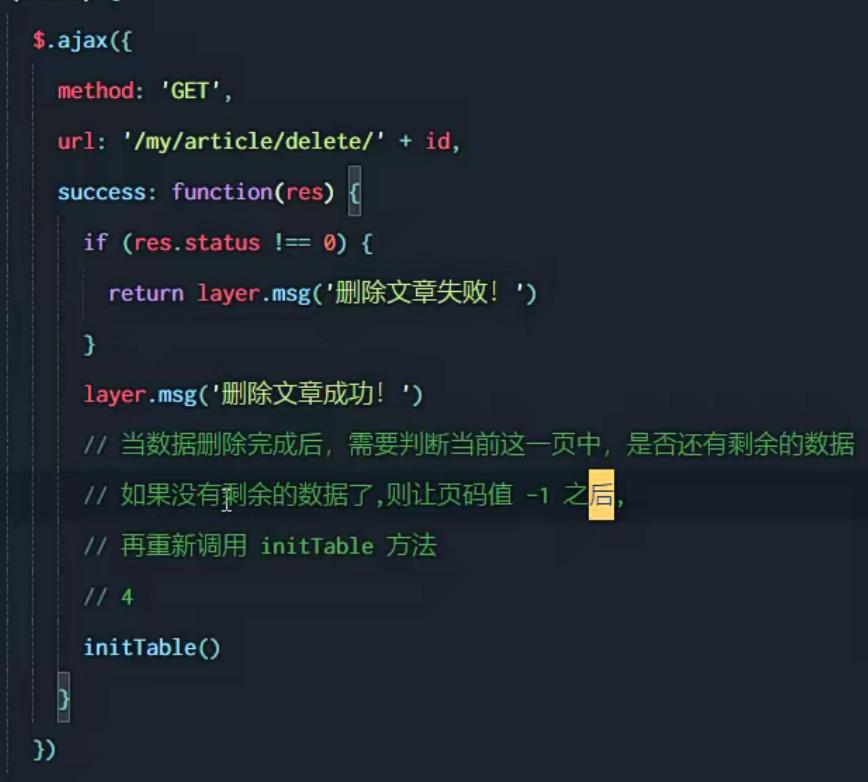 $.ajax({
method: 'GET',
url: '/my/article/delete/' + id,
success: function(res) {
if (res.status !== 0) {
return layer.msg('删除文章失败！')
}
layer.msg('删除文章成功！')
// 当数据删除完成后，需要判断当前这一页中，是否还有剩余的数据
// 如果没有剩余的数据了,则让页码值 -1 之后,
// 再重新调用 initTable 方法
// 4
initTable()
}
})